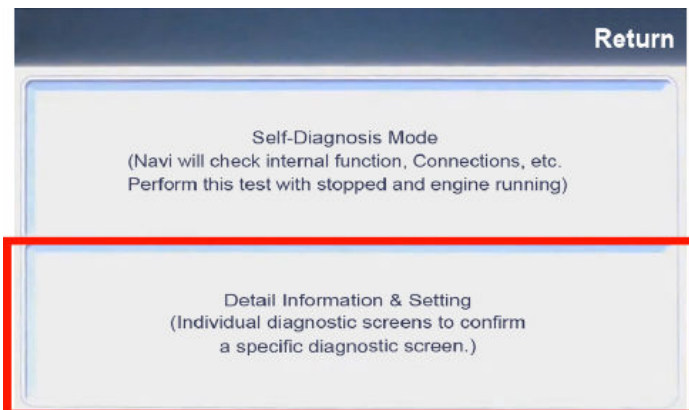 Return
Self-Diagnosis Mode
(Navi will check internal function, Connections, etc.
Perform this test with stopped and engine running)
Detail Information & Setting
(Individual diagnostic screens to confirm
a specific diagnostic screen.)